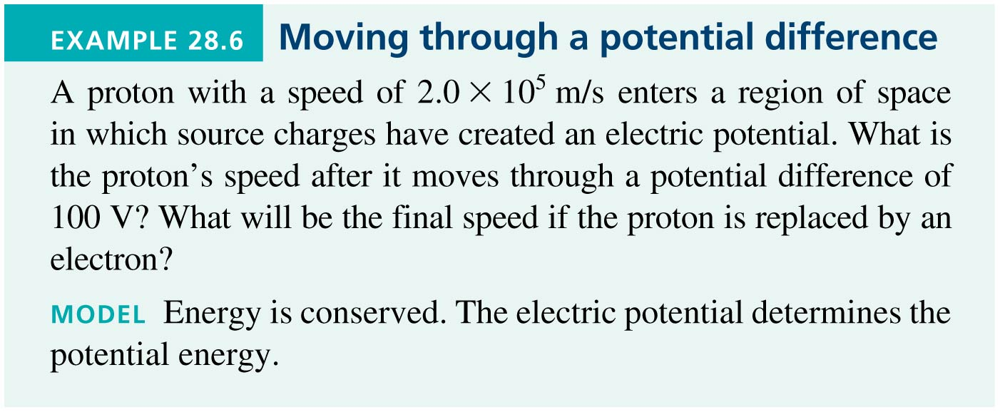 EXAMPLE 28.6 Moving through a potential difference
A proton with a speed of 2.0 × 10⁵ m/s enters a region of space
in which source charges have created an electric potential. What is
the proton’s speed after it moves through a potential difference of
100 V? What will be the final speed if the proton is replaced by an
electron?
MODEL Energy is conserved. The electric potential determines the
potential energy.